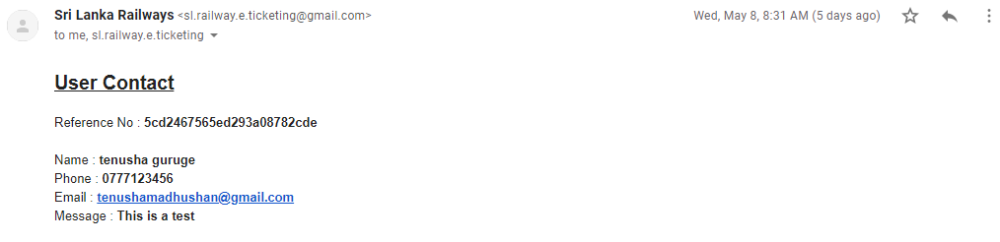 Sri Lanka Railways <sl.railway.e.ticketing@gmail.com> Wed, May 8, 8:31 AM (5 days ago)
to me, sl.railway.e.ticketing
User Contact
Reference No : 5cd2467565ed293a08782cde
Name : tenusha guruge
Phone : 0777123456
Email : tenushamadhushan@gmail.com
Message : This is a test